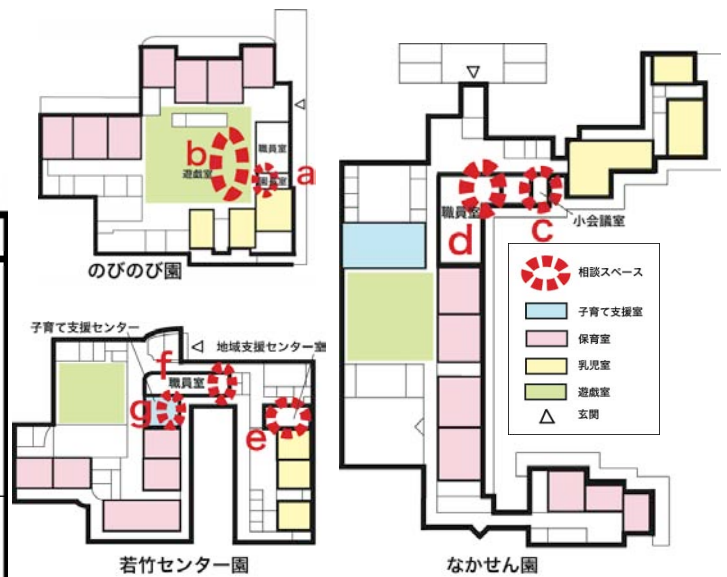 職員室
b
遊戯室
園長室
a
のびのび園
職員室
d
c
小会議室
相談スペース
子育て支援室
保育室
乳児室
遊戯室
玄関
子育て支援センター
地域支援センター室
f
職員室
g
e
若竹センター園
なかせん園